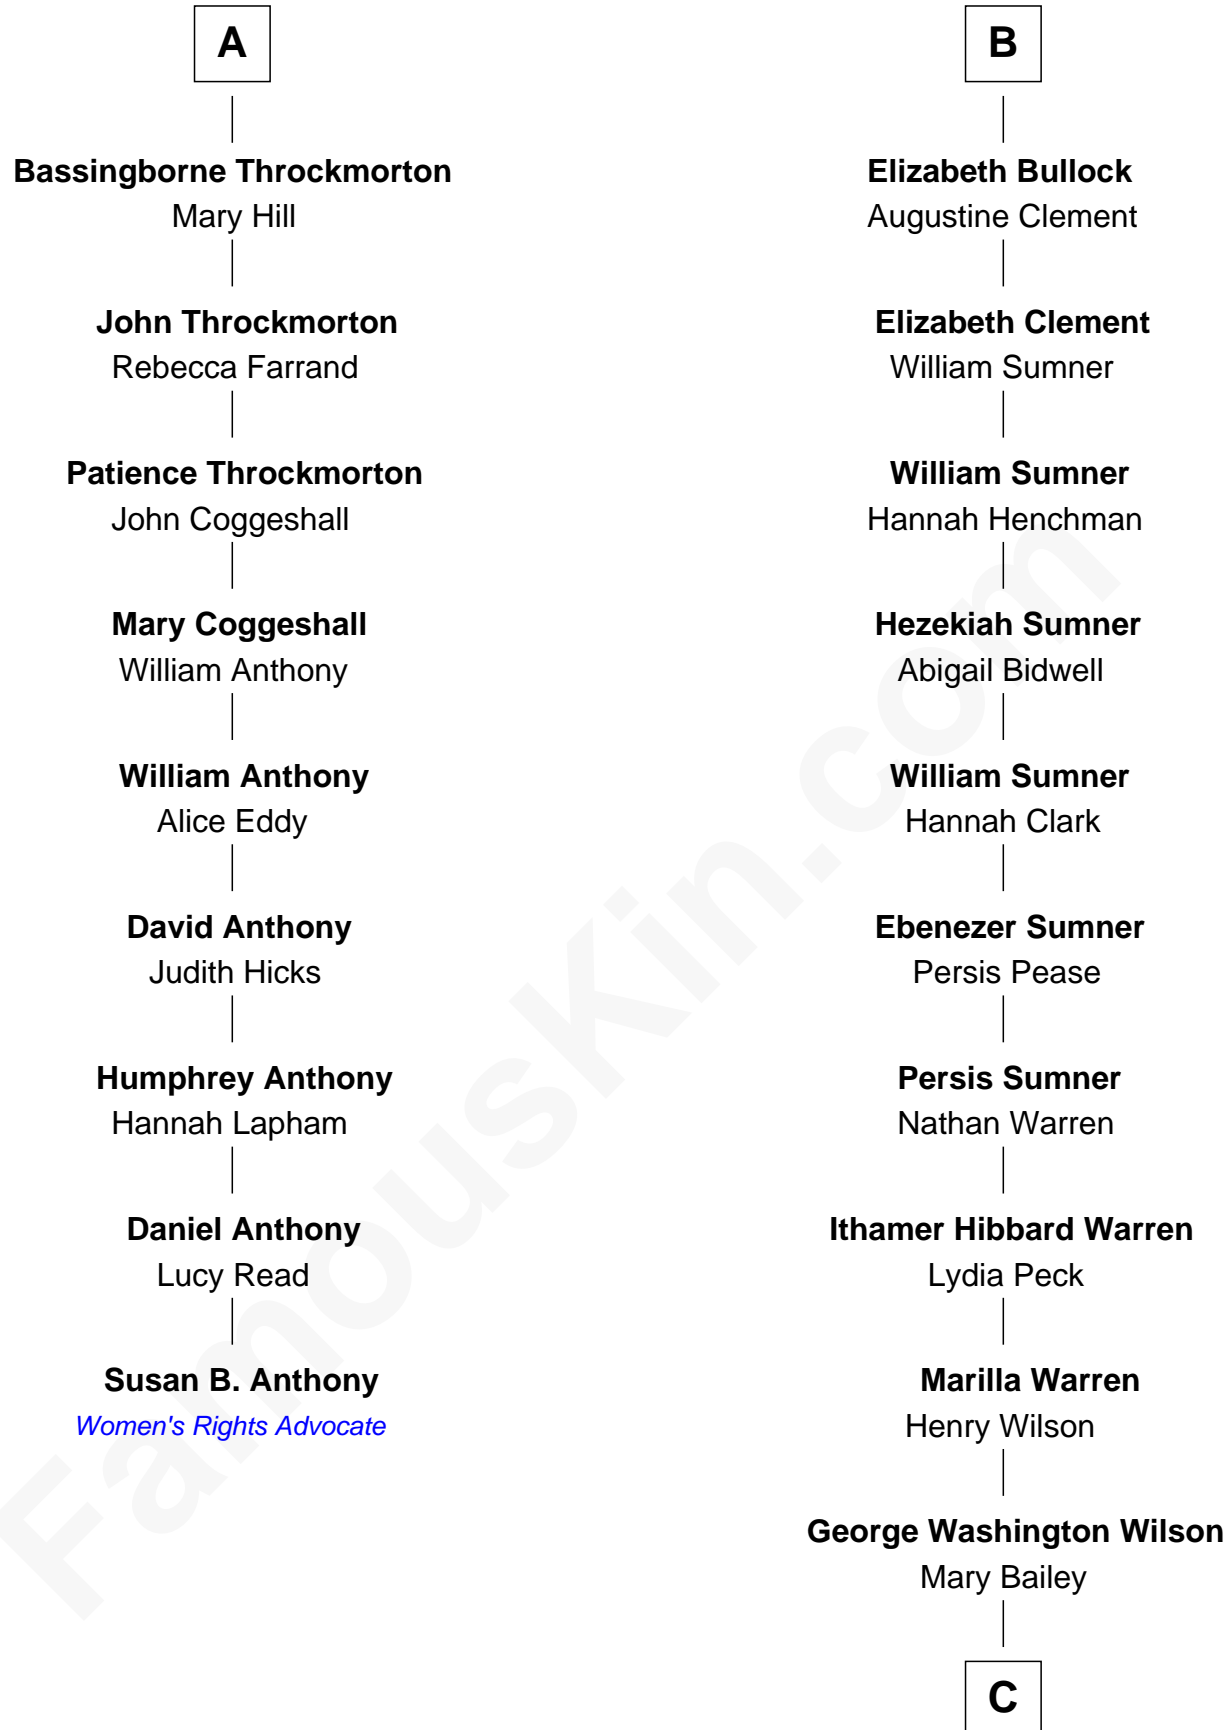 A
Bassingborne Throckmorton
Mary Hill
John Throckmorton
Rebecca Farrand
Patience Throckmorton
John Coggeshall
Mary Coggeshall
William Anthony
William Anthony
Alice Eddy
David Anthony
Judith Hicks
Humphrey Anthony
Hannah Lapham
Daniel Anthony
Lucy Read
Susan B. Anthony
Women's Rights Advocate
B
Elizabeth Bullock
Augustine Clement
Elizabeth Clement
William Sumner
William Sumner
Hannah Henchman
Hezekiah Sumner
Abigail Bidwell
William Sumner
Hannah Clark
Ebenezer Sumner
Persis Pease
Persis Sumner
Nathan Warren
Ithamer Hibbard Warren
Lydia Peck
Marilla Warren
Henry Wilson
George Washington Wilson
Mary Bailey
C
FamousKin.com